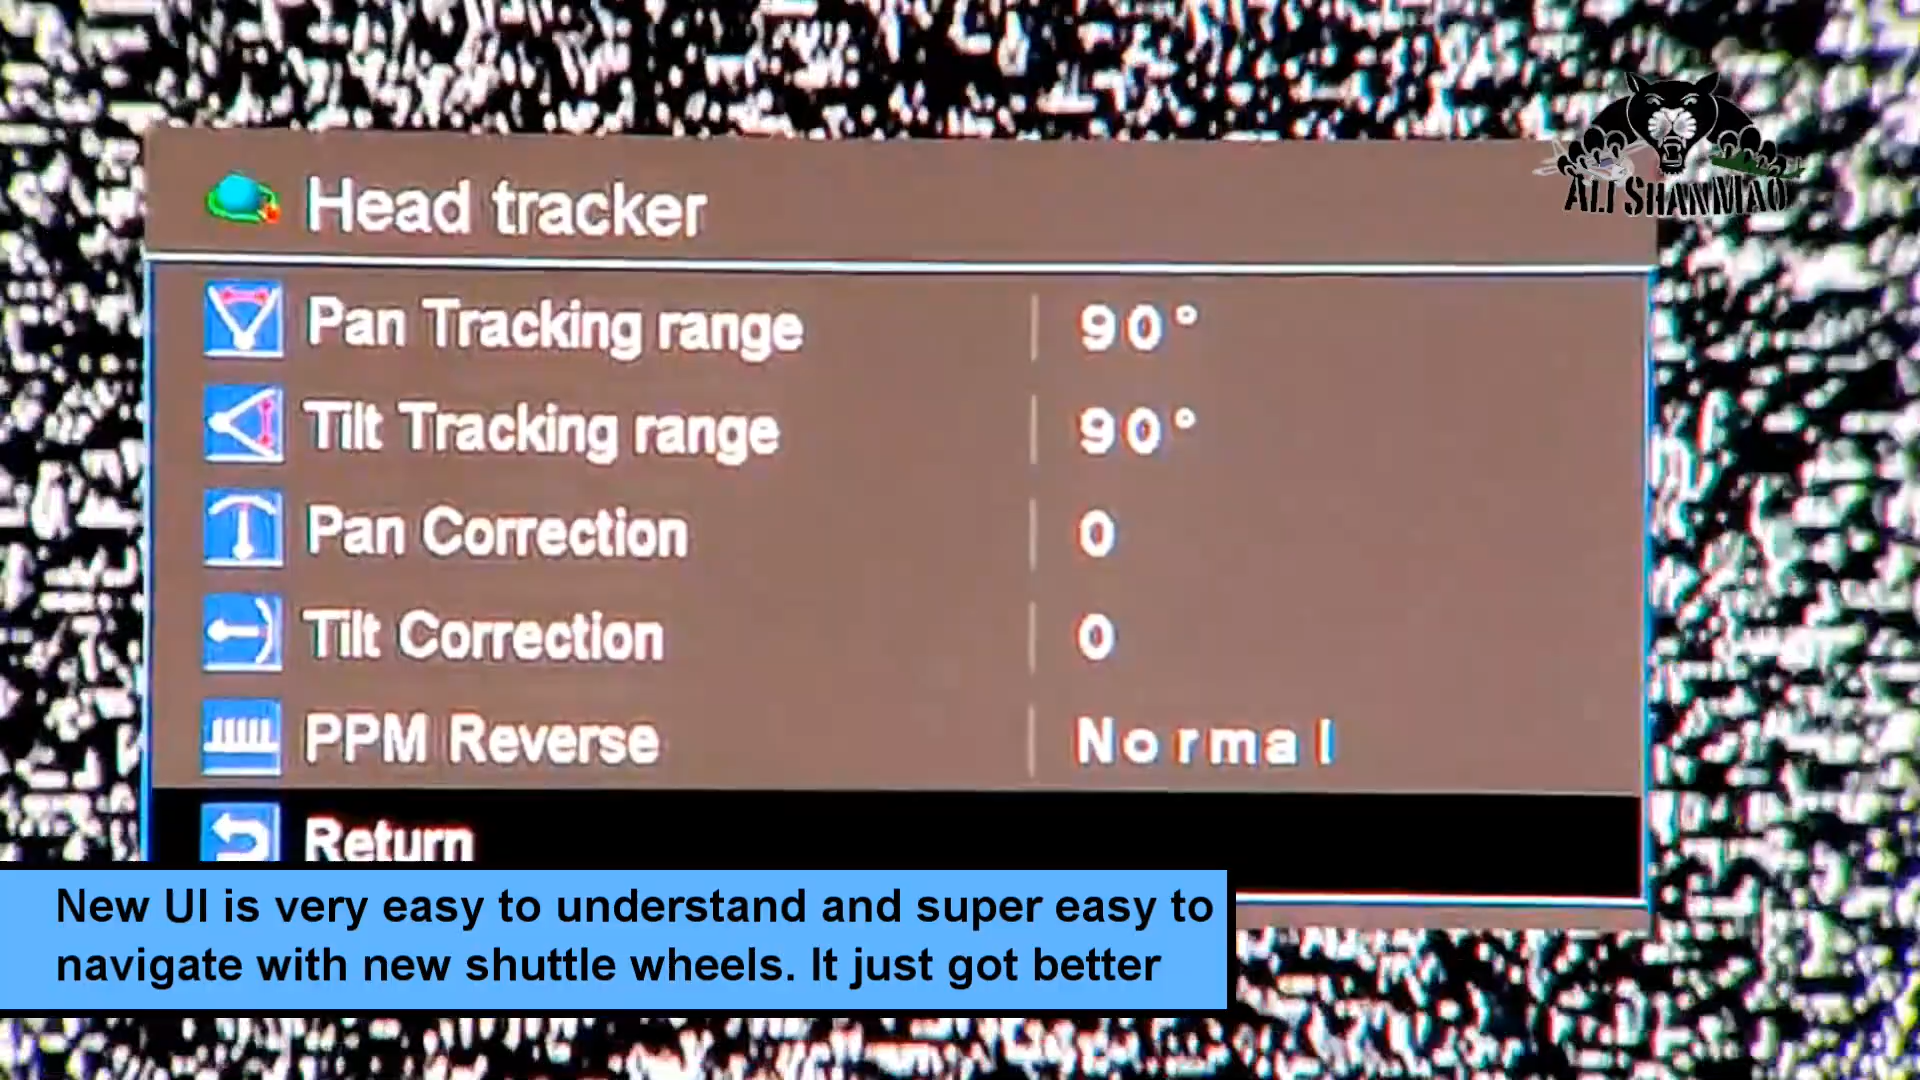 ALI SHANMAO
Head tracker
Pan Tracking range 90°
Tilt Tracking range 90°
Pan Correction 0
Tilt Correction 0
PPM Reverse Normal
Return
New UI is very easy to understand and super easy to
navigate with new shuttle wheels. It just got better